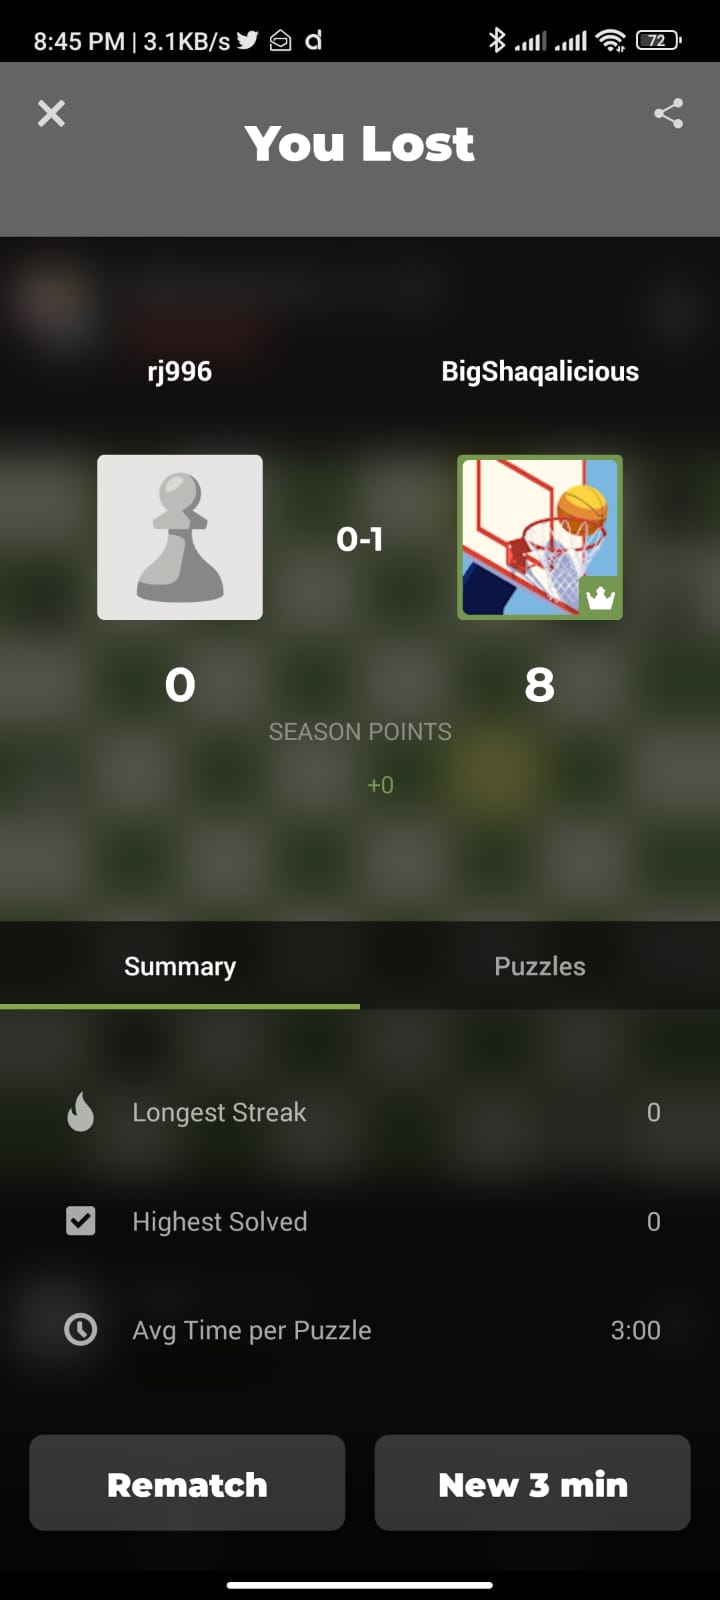 8:45 PM | 3.1KB/s 72
You Lost
rj996 BigShaqalicious
0-1
0 8
SEASON POINTS
+0
Summary Puzzles
Longest Streak 0
Highest Solved 0
Avg Time per Puzzle 3:00
Rematch New 3 min